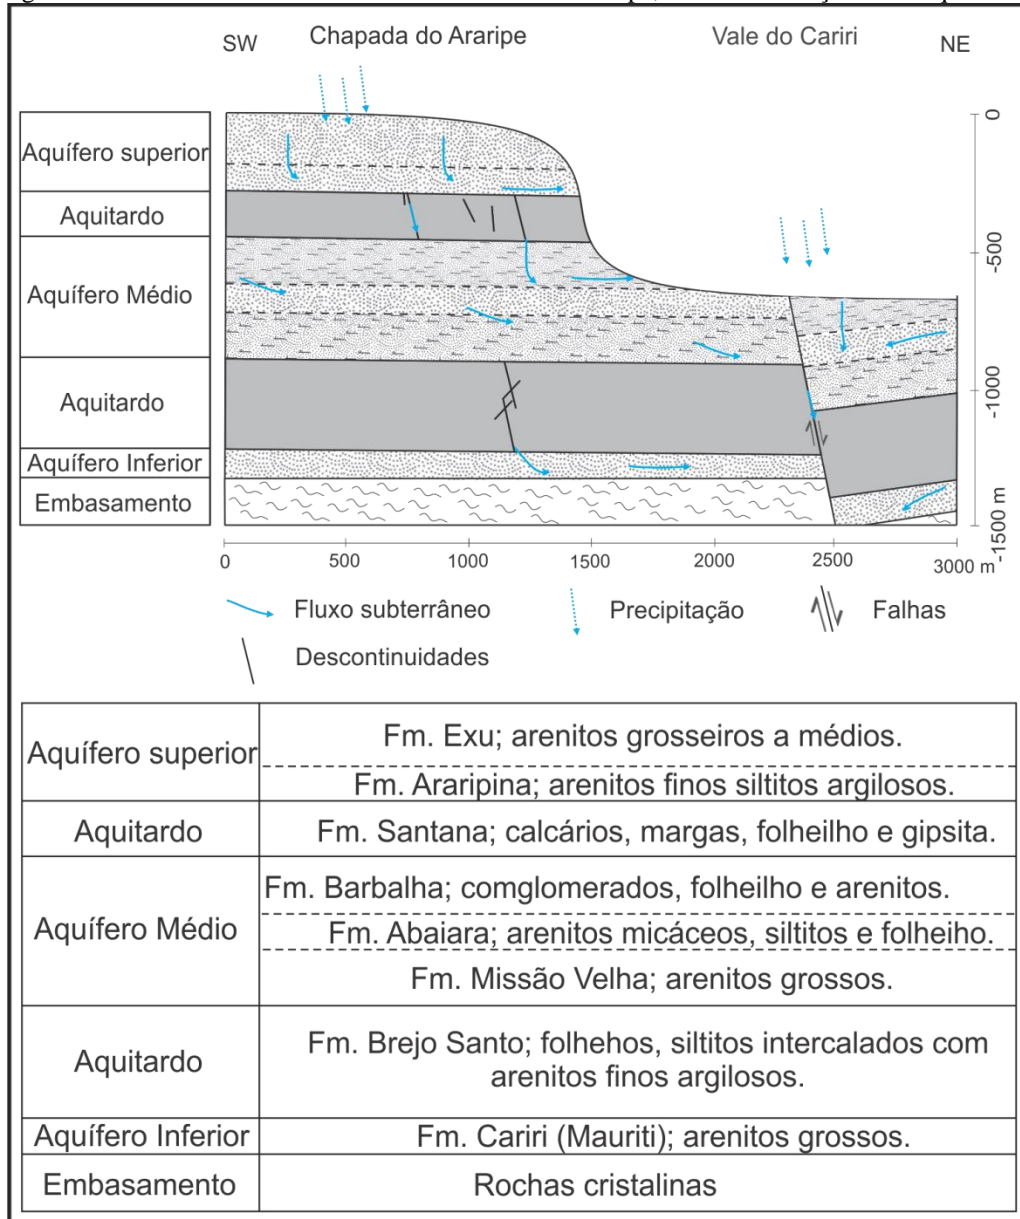 SW
Chapada do Araripe
Vale do Cariri
NE
Aquífero superior
Aquitardo
Aquífero Médio
Aquitardo
Aquífero Inferior
Embasamento
0
-500
-1000
-1500 m
0
500
1000
1500
2000
2500
3000 m
Fluxo subterrâneo
Precipitação
Falhas
Descontinuidades
Aquífero superior
Fm. Exu; arenitos grosseiros a médios.
Fm. Araripina; arenitos finos siltitos argilosos.
Aquitardo
Fm. Santana; calcários, margas, folheilho e gipsita.
Aquífero Médio
Fm. Barbalha; comglomerados, folheilho e arenitos.
Fm. Abaiara; arenitos micáceos, siltitos e folheiho.
Fm. Missão Velha; arenitos grossos.
Aquitardo
Fm. Brejo Santo; folhehos, siltitos intercalados com
arenitos finos argilosos.
Aquífero Inferior
Fm. Cariri (Mauriti); arenitos grossos.
Embasamento
Rochas cristalinas